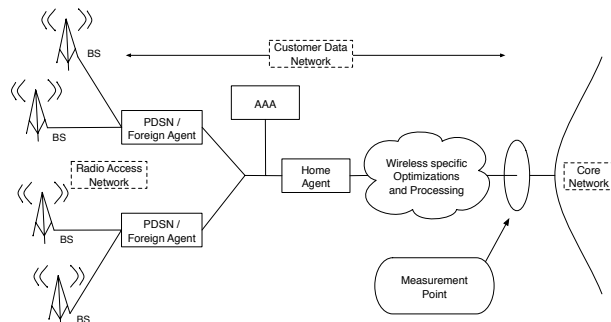 BS
Customer Data
Network
BS
PDSN /
Foreign Agent
AAA
Radio Access
Network
Home
Agent
Wireless specific
Optimizations
and Processing
Core
Network
BS
PDSN /
Foreign Agent
BS
Measurement
Point